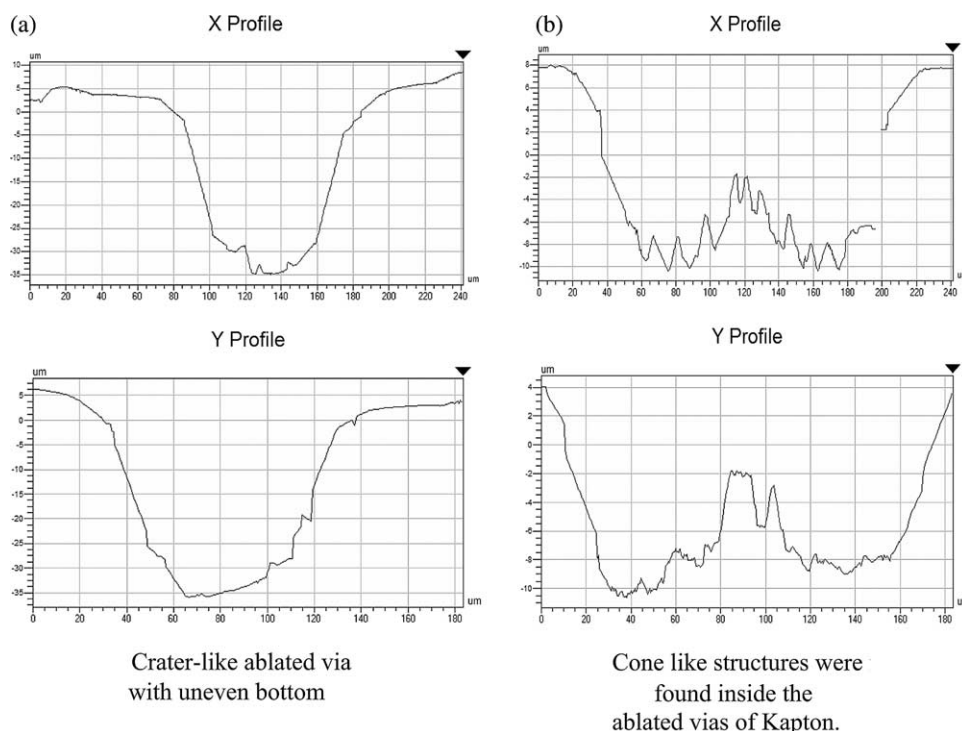 (a)
X Profile
um
10
5
0
-5
-10
-15
-20
-25
-30
-35
um
0 20 40 60 80 100 120 140 160 180 200 220 240
Y Profile
um
5
0
-5
-10
-15
-20
-25
-30
-35
um
0 20 40 60 80 100 120 140 160 180
Crater-like ablated via
with uneven bottom
(b)
X Profile
um
8
6
4
2
0
-2
-4
-6
-8
-10
u
0 20 40 60 80 100 120 140 160 180 200 220 241
Y Profile
um
4
2
0
-2
-4
-6
-8
-10
u
0 20 40 60 80 100 120 140 160 180
Cone like structures were
found inside the
ablated vias of Kapton.